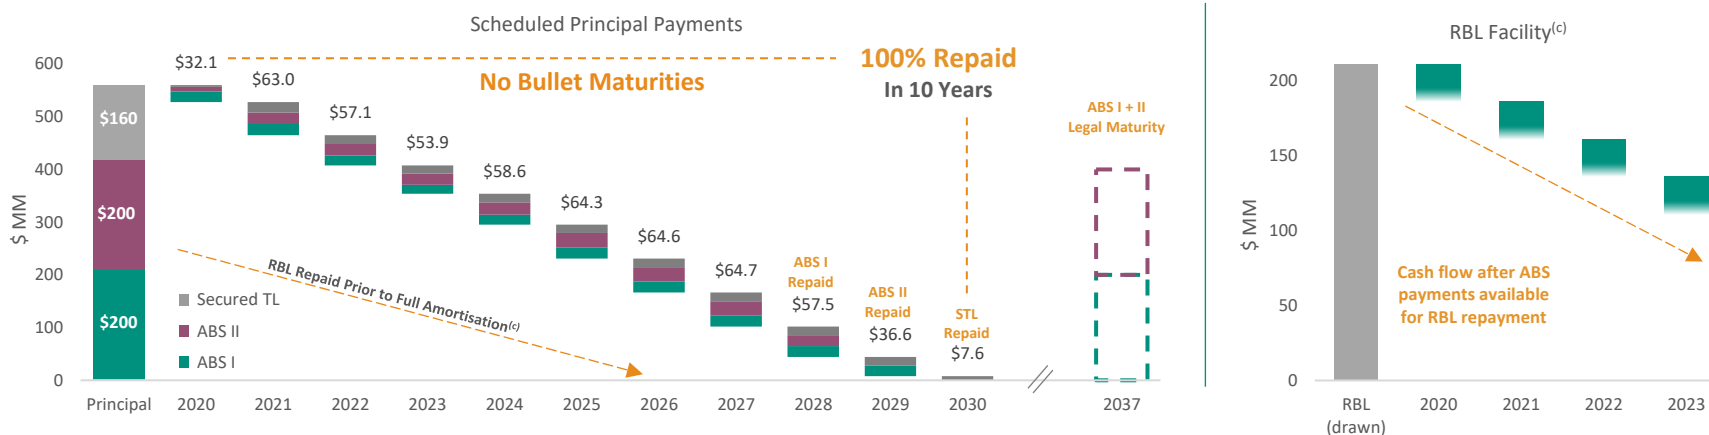 Scheduled Principal Payments
$ MM
600
500
400
300
200
100
0
$160
$200
$200
$32.1
$63.0
$57.1
$53.9
$58.6
$64.3
$64.6
$64.7
$57.5
$36.6
$7.6
No Bullet Maturities
100% Repaid
In 10 Years
RBL Repaid Prior to Full Amortisation(c)
Secured TL
ABS II
ABS I
ABS I
Repaid
ABS II
Repaid
STL
Repaid
ABS I + II
Legal Maturity
Principal
2020
2021
2022
2023
2024
2025
2026
2027
2028
2029
2030
2037
RBL Facility(c)
$ MM
200
150
100
50
0
Cash flow after ABS
payments available
for RBL repayment
RBL
(drawn)
2020
2021
2022
2023